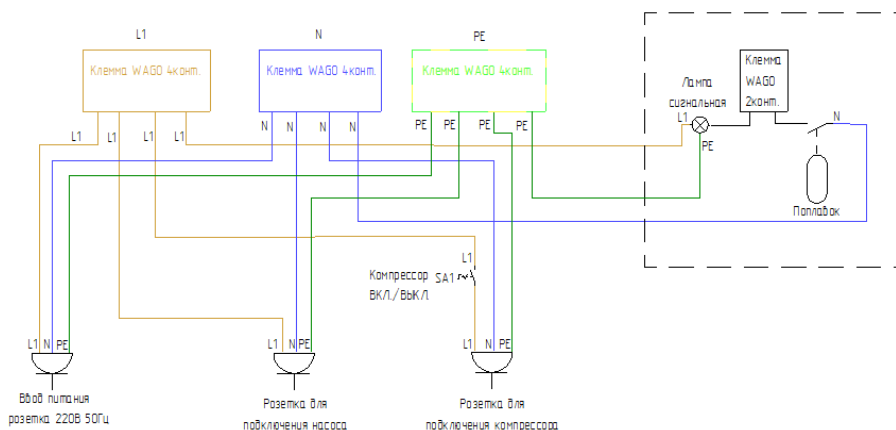 L1
N
PE
Клемма WAGO 4конт.
Клемма WAGO 4конт.
Клемма WAGO 4конт.
Клемма
WAGO
2конт.
Лампа
сигнальная
L1
L1
L1
L1
N
N
N
N
PE
PE
PE
PE
L1
PE
N
Поплавок
L1
Компрессор
ВКЛ./ВЫКЛ.
SA1
L1
N
PE
L1
N
PE
L1
N
PE
Ввод питания
розетка 220В 50Гц
Розетка для
подключения насоса
Розетка для
подключения компрессора